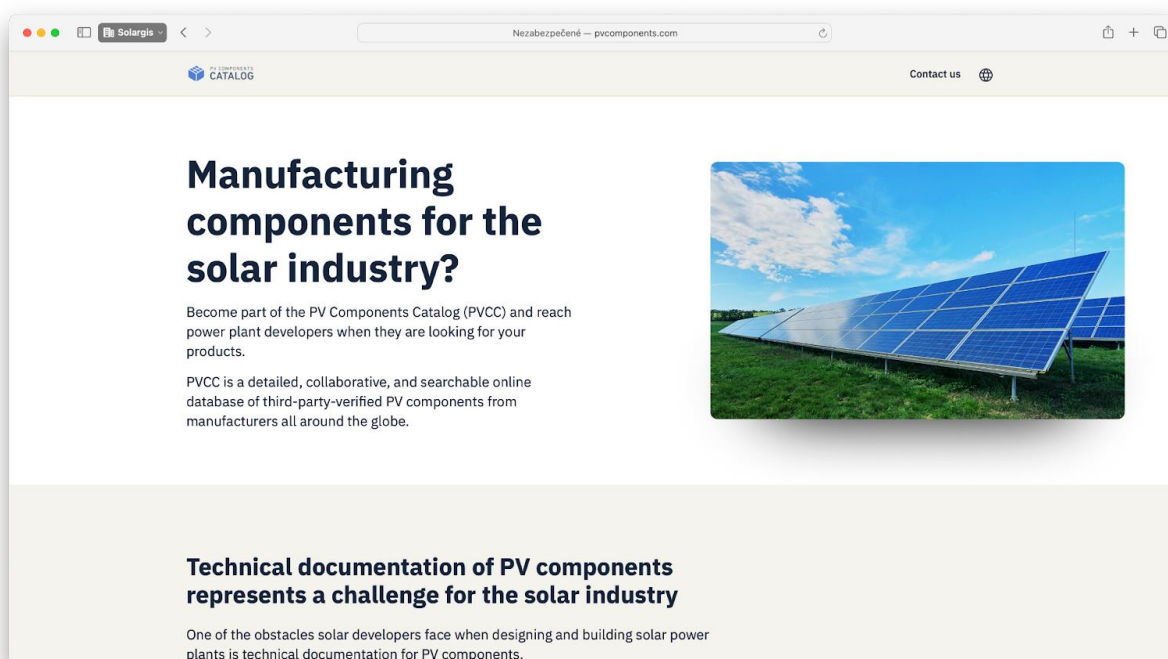 Solargis
Nezabezpečené — pvcomponents.com
PV COMPONENTS
CATALOG
Contact us
Manufacturing
components for the
solar industry?
Become part of the PV Components Catalog (PVCC) and reach
power plant developers when they are looking for your
products.
PVCC is a detailed, collaborative, and searchable online
database of third-party-verified PV components from
manufacturers all around the globe.
Technical documentation of PV components
represents a challenge for the solar industry
One of the obstacles solar developers face when designing and building solar power
plants is technical documentation for PV components.